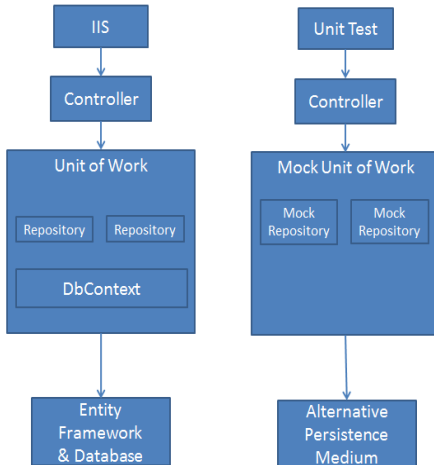 IIS
Controller
Unit of Work
Repository
Repository
DbContext
Entity
Framework
& Database
Unit Test
Controller
Mock Unit of Work
Mock
Repository
Mock
Repository
Alternative
Persistence
Medium